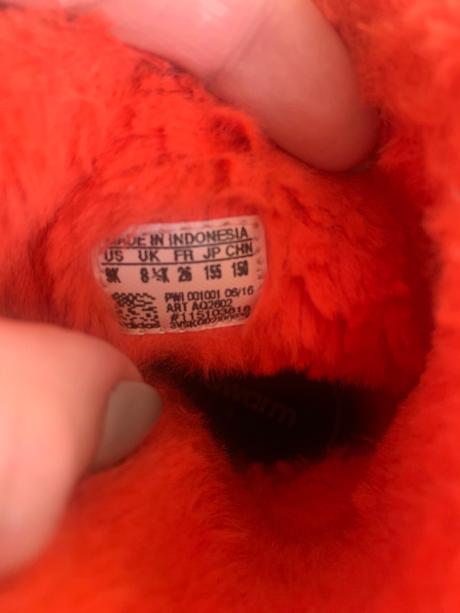 MADE IN INDONESIA
US UK FR JP CHN
9K 8½K 26 155 150
PWI 001001 06/16
ART AQ2602
adidas
warm